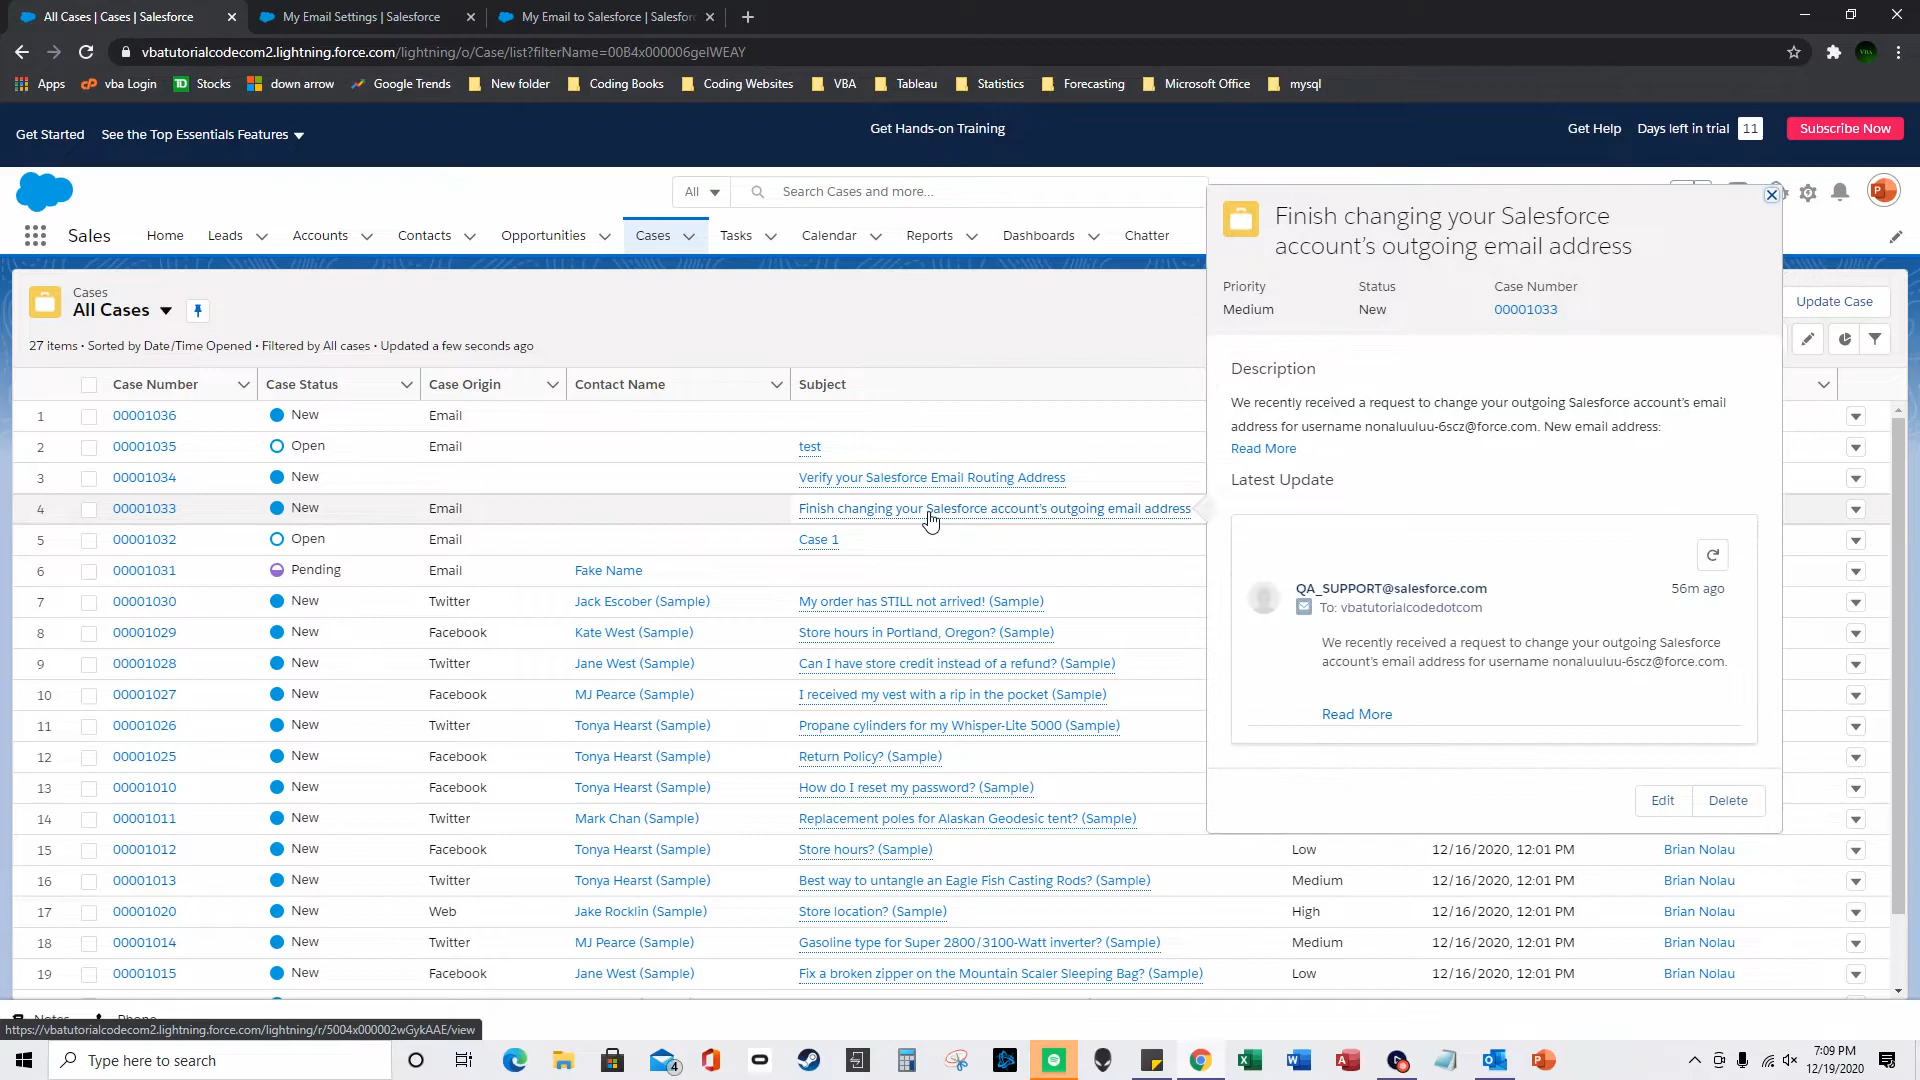 All Cases | Cases | Salesforce
My Email Settings | Salesforce
My Email to Salesforce | Salesfor
vbatutorialcodecom2.lightning.force.com/lightning/o/Case/list?filterName=00B4x000006gelWEAY
Apps vba Login Stocks down arrow Google Trends New folder Coding Books Coding Websites VBA Tableau Statistics Forecasting Microsoft Office mysql
Get Started See the Top Essentials Features Get Hands-on Training Get Help Days left in trial 11 Subscribe Now
All Search Cases and more...
Sales Home Leads Accounts Contacts Opportunities Cases Tasks Calendar Reports Dashboards Chatter
Cases
All Cases
Update Case
27 items • Sorted by Date/Time Opened • Filtered by All cases • Updated a few seconds ago
Case Number Case Status Case Origin Contact Name Subject
1 00001036 New Email
2 00001035 Open Email test
3 00001034 New Verify your Salesforce Email Routing Address
4 00001033 New Email Finish changing your Salesforce account's outgoing email address
5 00001032 Open Email Case 1
6 00001031 Pending Email Fake Name
7 00001030 New Twitter Jack Escober (Sample) My order has STILL not arrived! (Sample)
8 00001029 New Facebook Kate West (Sample) Store hours in Portland, Oregon? (Sample)
9 00001028 New Twitter Jane West (Sample) Can I have store credit instead of a refund? (Sample)
10 00001027 New Facebook MJ Pearce (Sample) I received my vest with a rip in the pocket (Sample)
11 00001026 New Twitter Tonya Hearst (Sample) Propane cylinders for my Whisper-Lite 5000 (Sample)
12 00001025 New Facebook Tonya Hearst (Sample) Return Policy? (Sample)
13 00001010 New Facebook Tonya Hearst (Sample) How do I reset my password? (Sample)
14 00001011 New Twitter Mark Chan (Sample) Replacement poles for Alaskan Geodesic tent? (Sample)
15 00001012 New Facebook Tonya Hearst (Sample) Store hours? (Sample) Low 12/16/2020, 12:01 PM Brian Nolau
16 00001013 New Twitter Tonya Hearst (Sample) Best way to untangle an Eagle Fish Casting Rods? (Sample) Medium 12/16/2020, 12:01 PM Brian Nolau
17 00001020 New Web Jake Rocklin (Sample) Store location? (Sample) High 12/16/2020, 12:01 PM Brian Nolau
18 00001014 New Twitter MJ Pearce (Sample) Gasoline type for Super 2800/3100-Watt inverter? (Sample) Medium 12/16/2020, 12:01 PM Brian Nolau
19 00001015 New Facebook Jane West (Sample) Fix a broken zipper on the Mountain Scaler Sleeping Bag? (Sample) Low 12/16/2020, 12:01 PM Brian Nolau
Finish changing your Salesforce
account's outgoing email address
Priority Status Case Number
Medium New 00001033
Description
We recently received a request to change your outgoing Salesforce account's email
address for username nonaluuluu-6scz@force.com. New email address:
Read More
Latest Update
QA_SUPPORT@salesforce.com 56m ago
To: vbatutorialcodedotcom
We recently received a request to change your outgoing Salesforce
account's email address for username nonaluuluu-6scz@force.com.
Read More
Edit Delete
Notes Phone
https://vbatutorialcodecom2.lightning.force.com/lightning/r/5004x000002wGykAAE/view
Type here to search
4
7:09 PM
12/19/2020